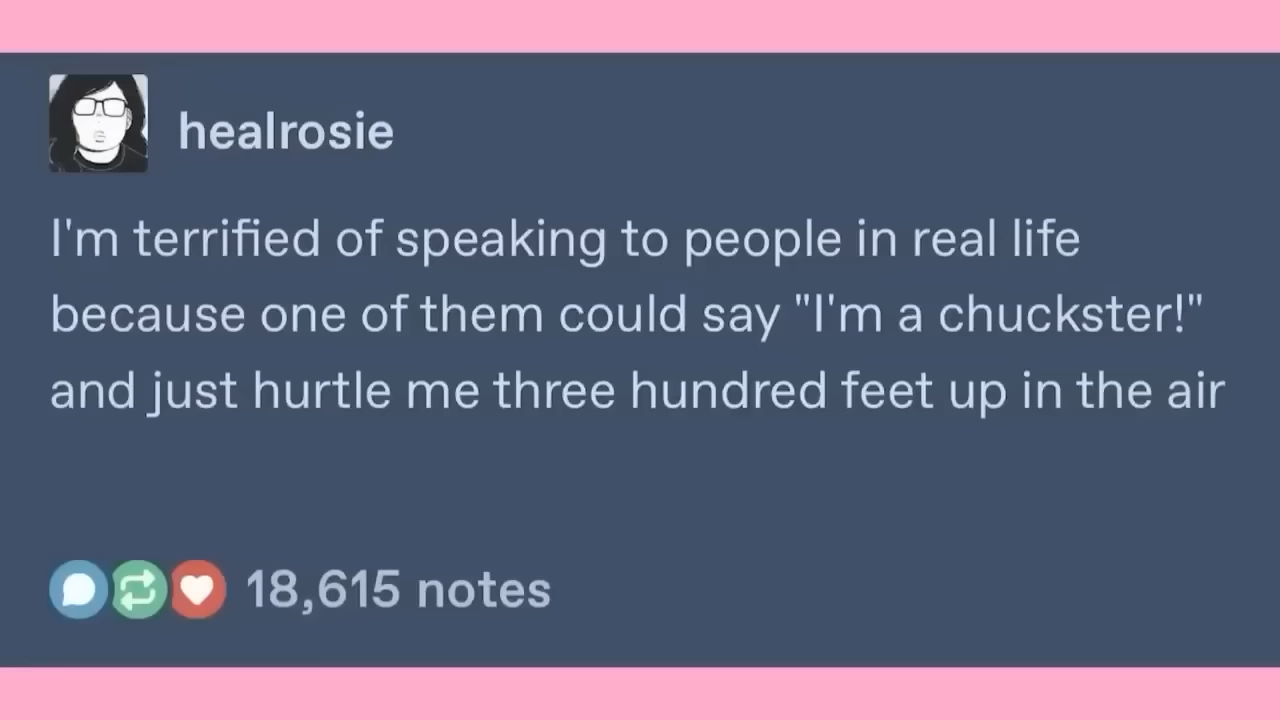 healrosie
I'm terrified of speaking to people in real life
because one of them could say "I'm a chuckster!"
and just hurtle me three hundred feet up in the air
18,615 notes